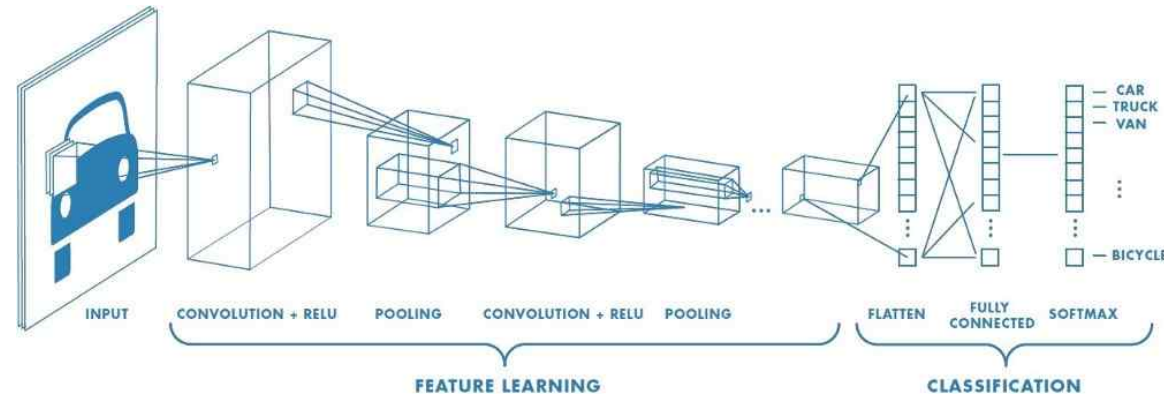 CAR
TRUCK
VAN
BICYCLE
INPUT
CONVOLUTION + RELU
POOLING
CONVOLUTION + RELU
POOLING
FLATTEN
FULLY
CONNECTED
SOFTMAX
FEATURE LEARNING
CLASSIFICATION